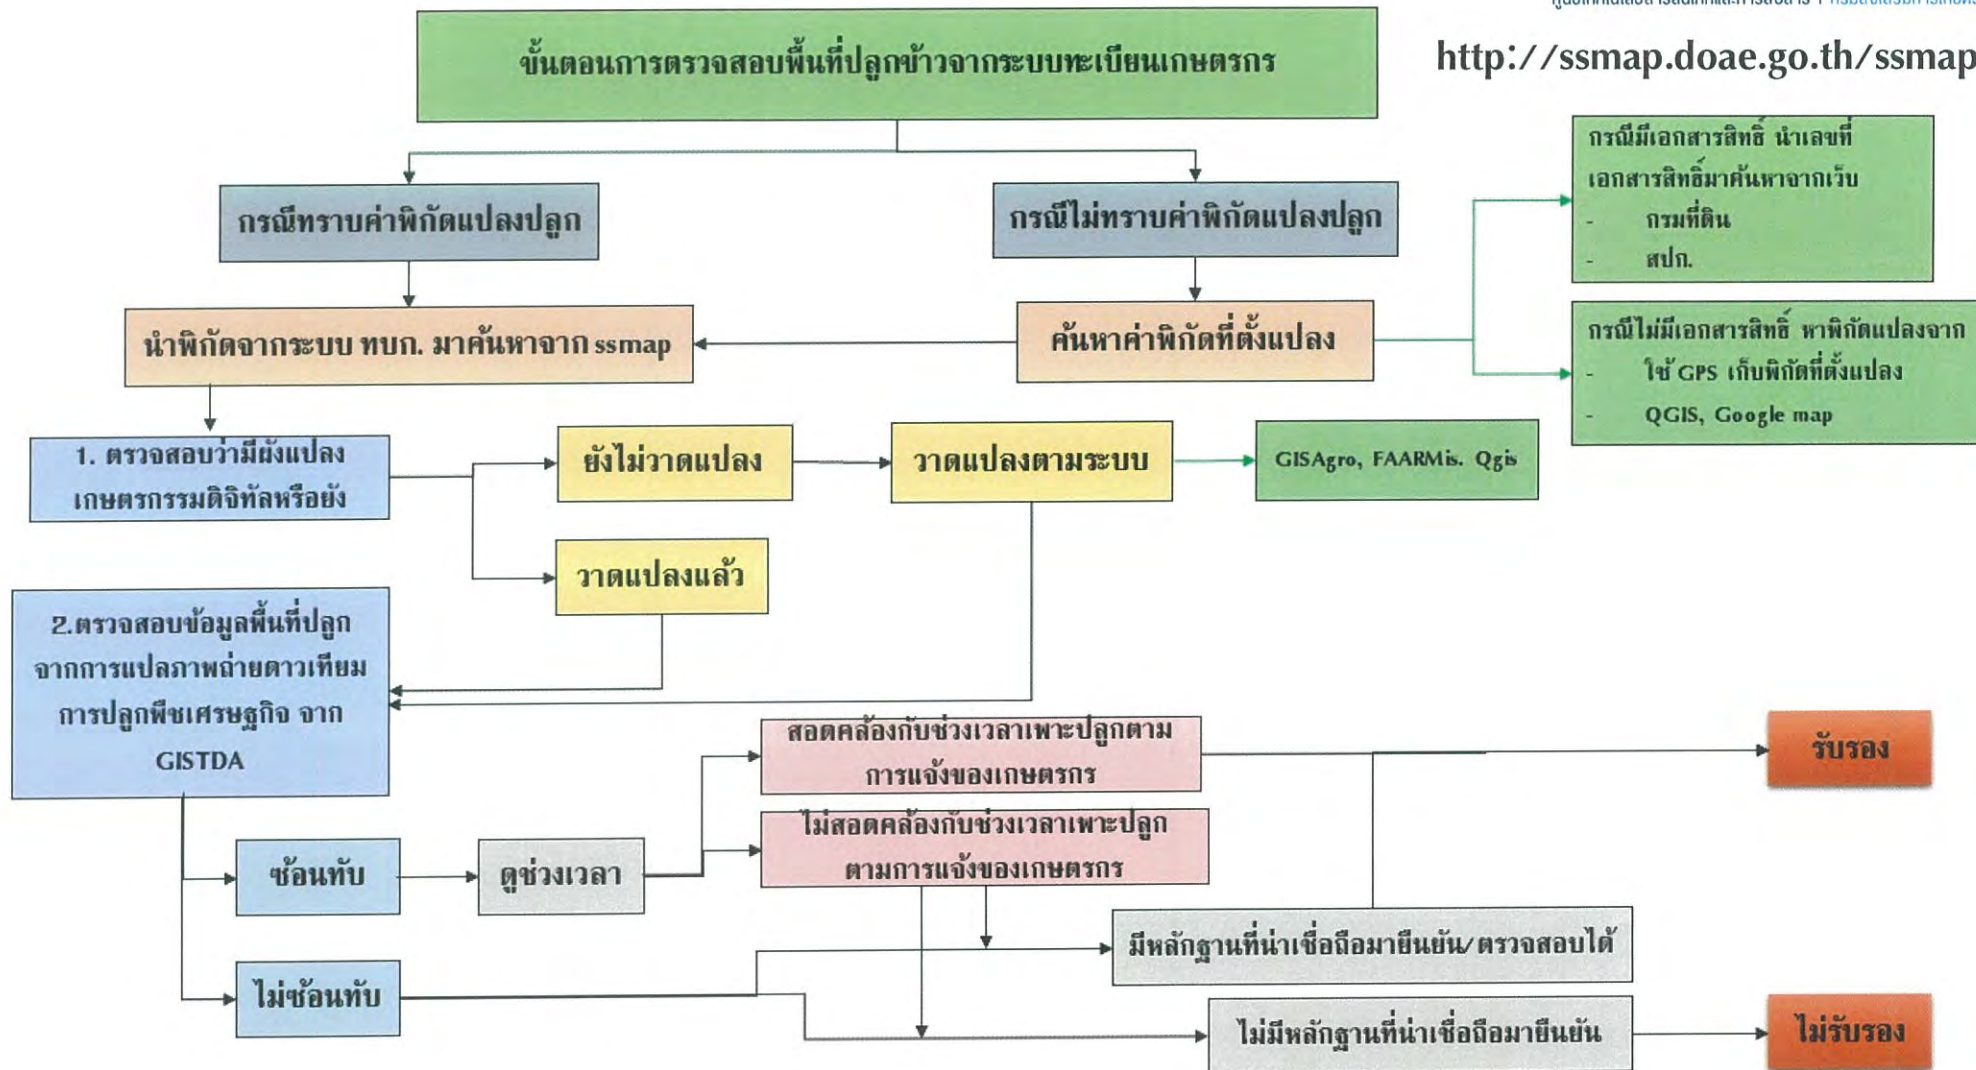 ขั้นตอนการตรวจสอบพื้นที่ปลูกข้าวจากระบบทะเบียนเกษตรกร
http://ssmap.doae.go.th/ssmap
กรณีทราบค่าพิกัดแปลงปลูก
กรณีไม่ทราบค่าพิกัดแปลงปลูก
กรณีมีเอกสารสิทธิ์ นำเลขที่
เอกสารสิทธิ์มาค้นหาจากเว็บ
- กรมที่ดิน
- สปก.
นำพิกัดจากระบบ ทบก. มาค้นหาจาก ssmap
ค้นหาค่าพิกัดที่ตั้งแปลง
กรณีไม่มีเอกสารสิทธิ์ หาพิกัดแปลงจาก
- ใช้ GPS เก็บพิกัดที่ตั้งแปลง
- QGIS, Google map
1. ตรวจสอบว่ามีผังแปลง
เกษตรกรรมดิจิทัลหรือยัง
ยังไม่วาดแปลง
วาดแปลงตามระบบ
GISAgro, FAARMis. Qgis
วาดแปลงแล้ว
2.ตรวจสอบข้อมูลพื้นที่ปลูก
จากการแปลภาพถ่ายดาวเทียม
การปลูกพืชเศรษฐกิจ จาก
GISTDA
สอดคล้องกับช่วงเวลาเพาะปลูกตาม
การแจ้งของเกษตรกร
รับรอง
ไม่สอดคล้องกับช่วงเวลาเพาะปลูก
ตามการแจ้งของเกษตรกร
ซ้อนทับ
ดูช่วงเวลา
มีหลักฐานที่น่าเชื่อถือมายืนยัน/ตรวจสอบได้
ไม่ซ้อนทับ
ไม่มีหลักฐานที่น่าเชื่อถือมายืนยัน
ไม่รับรอง